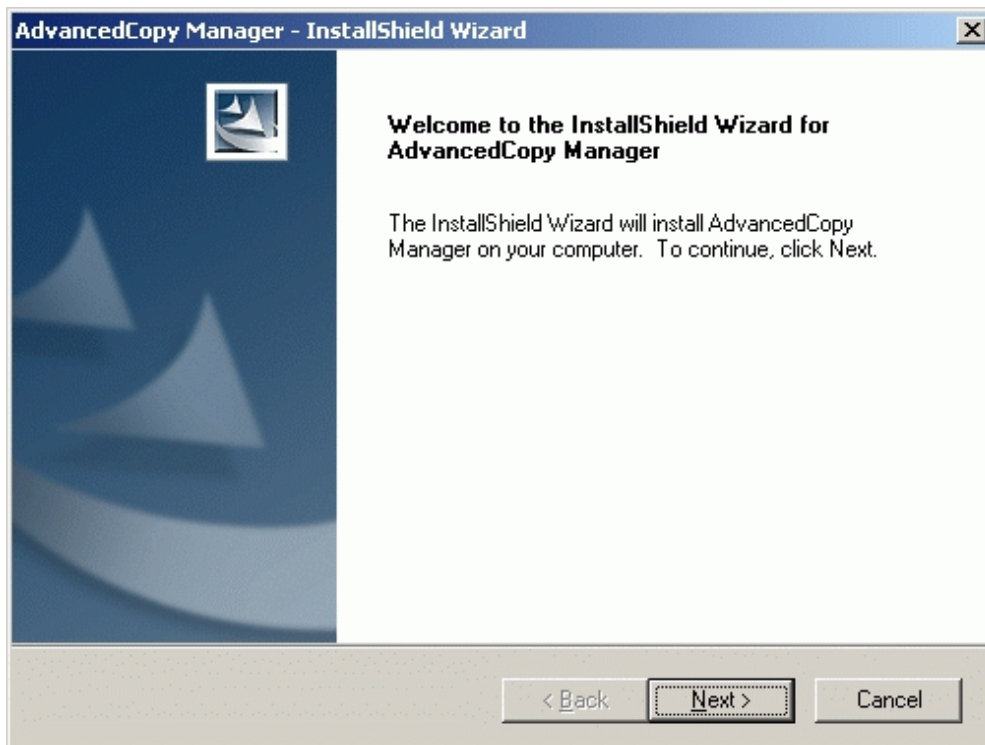 AdvancedCopy Manager - InstallShield Wizard
Welcome to the InstallShield Wizard for
AdvancedCopy Manager
The InstallShield Wizard will install AdvancedCopy
Manager on your computer.  To continue, click Next.
< Back
Next >
Cancel